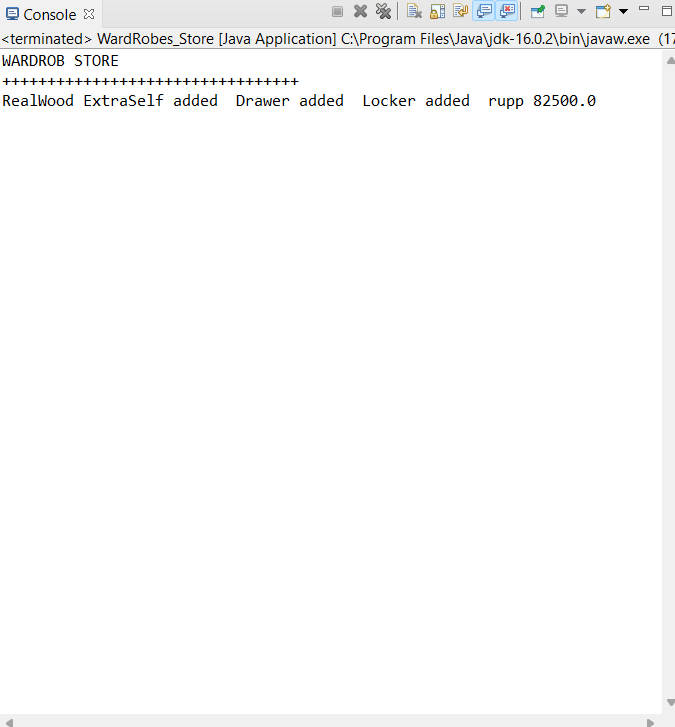 Console
<terminated> WardRobes_Store [Java Application] C:\Program Files\Java\jdk-16.0.2\bin\javaw.exe (17
WARDROB STORE
+++++++++++++++++++++++++++++++++
RealWood ExtraSelf added  Drawer added  Locker added  rupp 82500.0